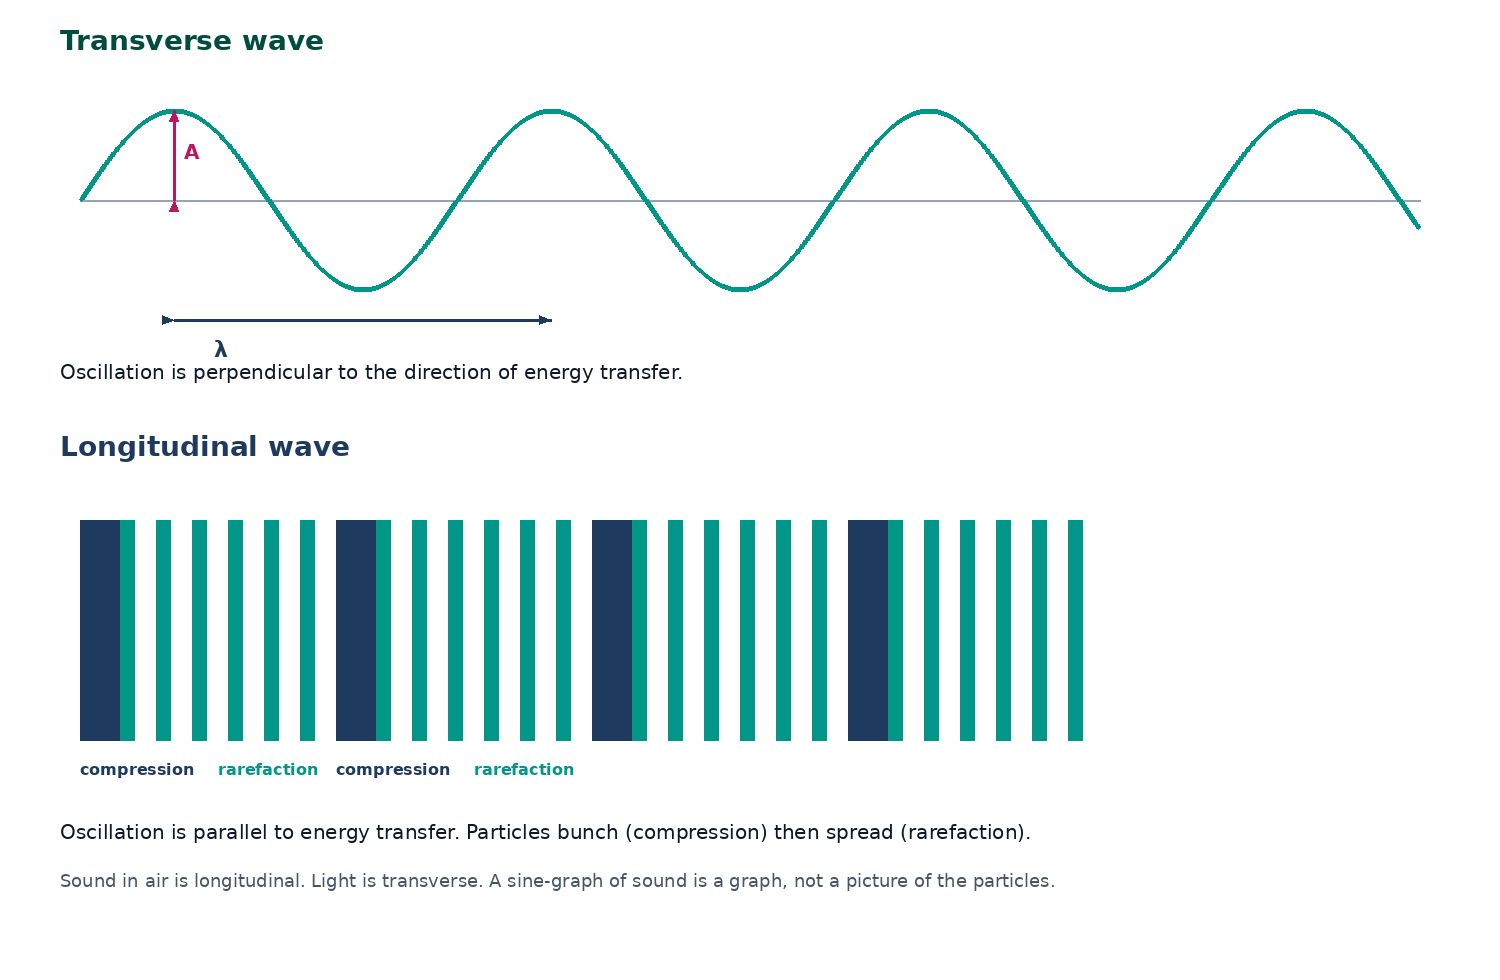 Transverse wave
A
λ
Oscillation is perpendicular to the direction of energy transfer.
Longitudinal wave
compression rarefaction compression rarefaction
Oscillation is parallel to energy transfer. Particles bunch (compression) then spread (rarefaction).
Sound in air is longitudinal. Light is transverse. A sine-graph of sound is a graph, not a picture of the particles.